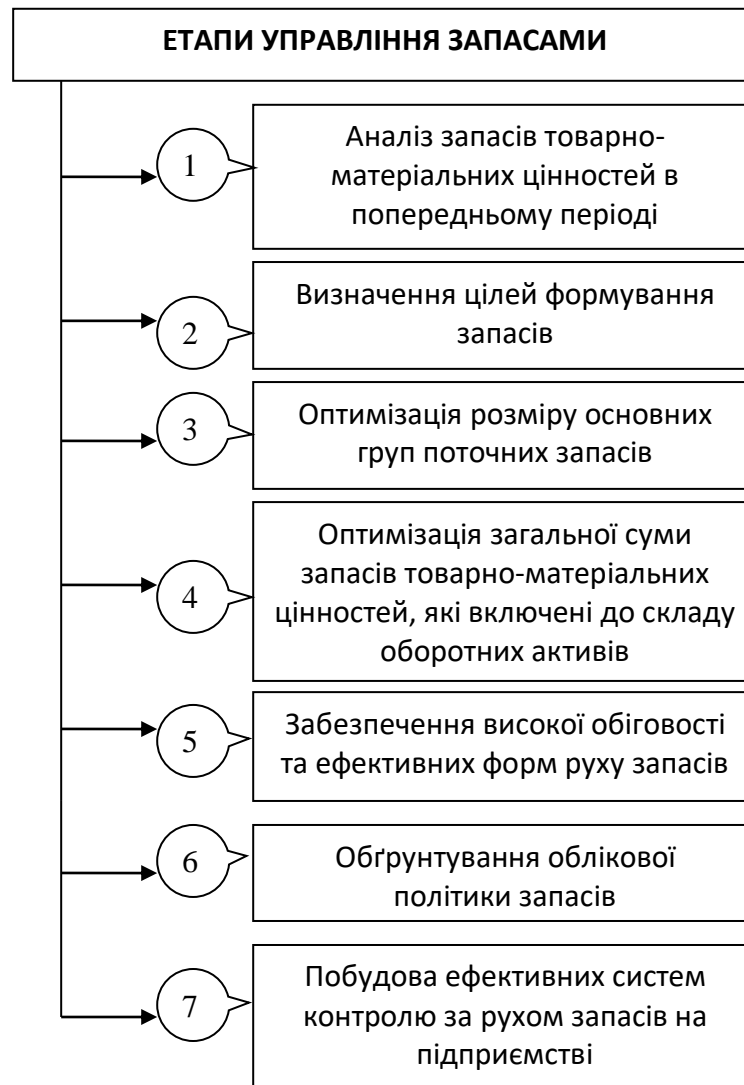 ЕТАПИ УПРАВЛІННЯ ЗАПАСАМИ
1
Аналіз запасів товарно-
матеріальних цінностей в
попередньому періоді
2
Визначення цілей формування
запасів
3
Оптимізація розміру основних
груп поточних запасів
4
Оптимізація загальної суми
запасів товарно-матеріальних
цінностей, які включені до складу
оборотних активів
5
Забезпечення високої обіговості
та ефективних форм руху запасів
6
Обґрунтування облікової
політики запасів
7
Побудова ефективних систем
контролю за рухом запасів на
підприємстві